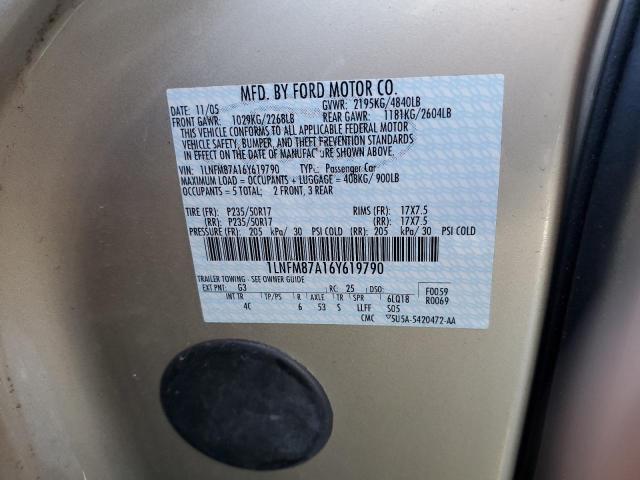 MFD. BY FORD MOTOR CO.
DATE: 11/05 GVWR: 2195KG/4840LB
FRONT GAWR: 1029KG/2268LB REAR GAWR: 1181KG/2604LB
THIS VEHICLE CONFORMS TO ALL APPLICABLE FEDERAL MOTOR
VEHICLE SAFETY, BUMPER, AND THEFT PREVENTION STANDARDS
IN EFFECT ON THE DATE OF MANUFACTURE SHOWN ABOVE.
VIN: 1LNFM87A16Y619790 TYPE: Passenger Car
MAXIMUM LOAD = OCCUPANTS + LUGGAGE = 408KG/900LB
OCCUPANTS = 5 TOTAL: 2 FRONT, 3 REAR
TIRE (FR): P235/50R17 RIMS (FR): 17X7.5
(RR): P235/50R17 (RR): 17X7.5
PRESSURE (FR): 205 kPa/ 30 PSI COLD (RR): 205 kPa/ 30 PSI COLD
1LNFM87A16Y619790
TRAILER TOWING - SEE OWNER GUIDE
EXT PNT: G3 RC: 25 DSO: F0059
INT TR TP/PS R AXLE TR SPR 6LQ18 R0069
4C 6 53 S LLFF S05
CMC 5U5A-5420472-AA